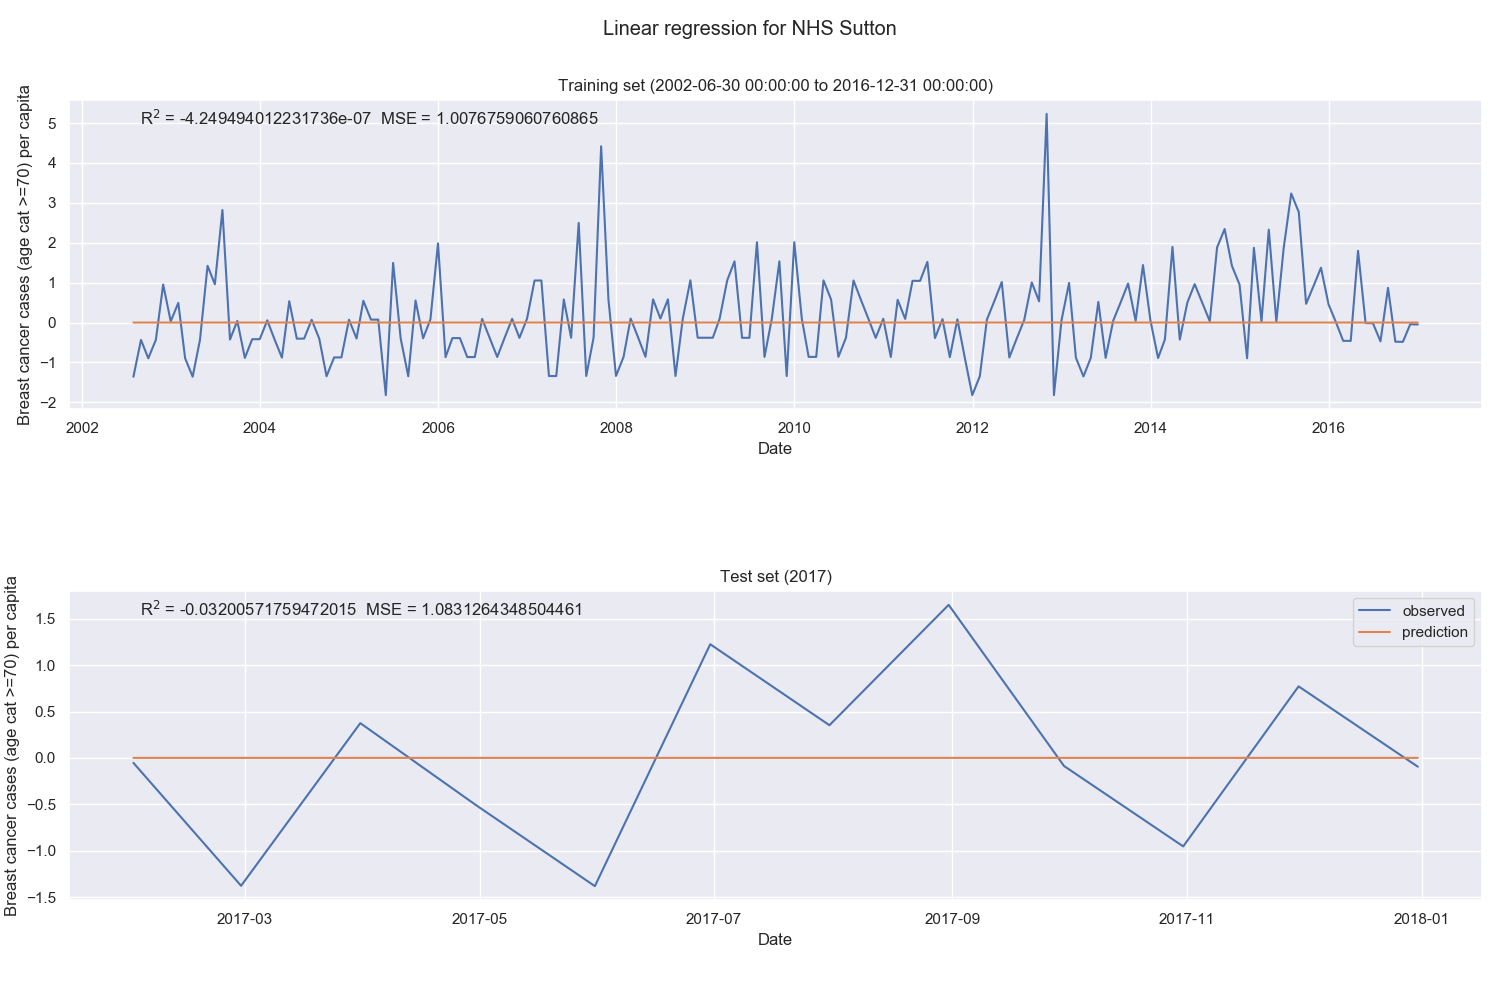 Linear regression for NHS Sutton
Training set (2002-06-30 00:00:00 to 2016-12-31 00:00:00)
R² = -4.249494012231736e-07  MSE = 1.0076759060760865
Breast cancer cases (age cat >=70) per capita
5
4
3
2
1
0
−1
−2
2002
2004
2006
2008
2010
2012
2014
2016
Date
Test set (2017)
R² = -0.03200571759472015  MSE = 1.0831264348504461
observed
prediction
Breast cancer cases (age cat >=70) per capita
1.5
1.0
0.5
0.0
−0.5
−1.0
−1.5
2017-03
2017-05
2017-07
2017-09
2017-11
2018-01
Date